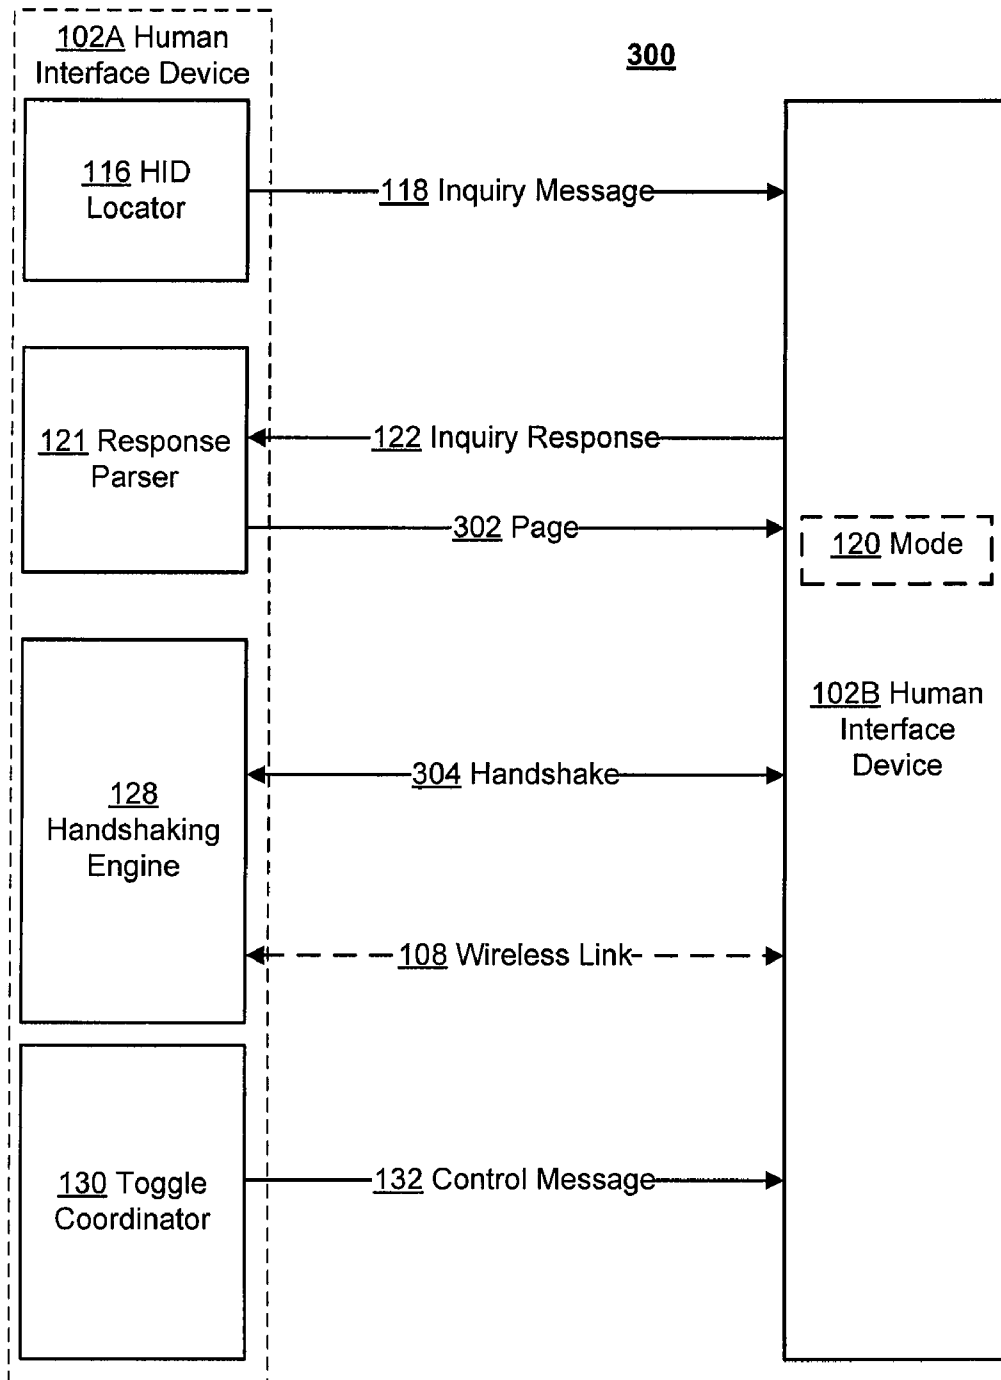 102A Human
Interface Device
300
116 HID
Locator
118 Inquiry Message
121 Response
Parser
122 Inquiry Response
302 Page
120 Mode
102B Human
Interface
Device
128
Handshaking
Engine
304 Handshake
108 Wireless Link
130 Toggle
Coordinator
132 Control Message